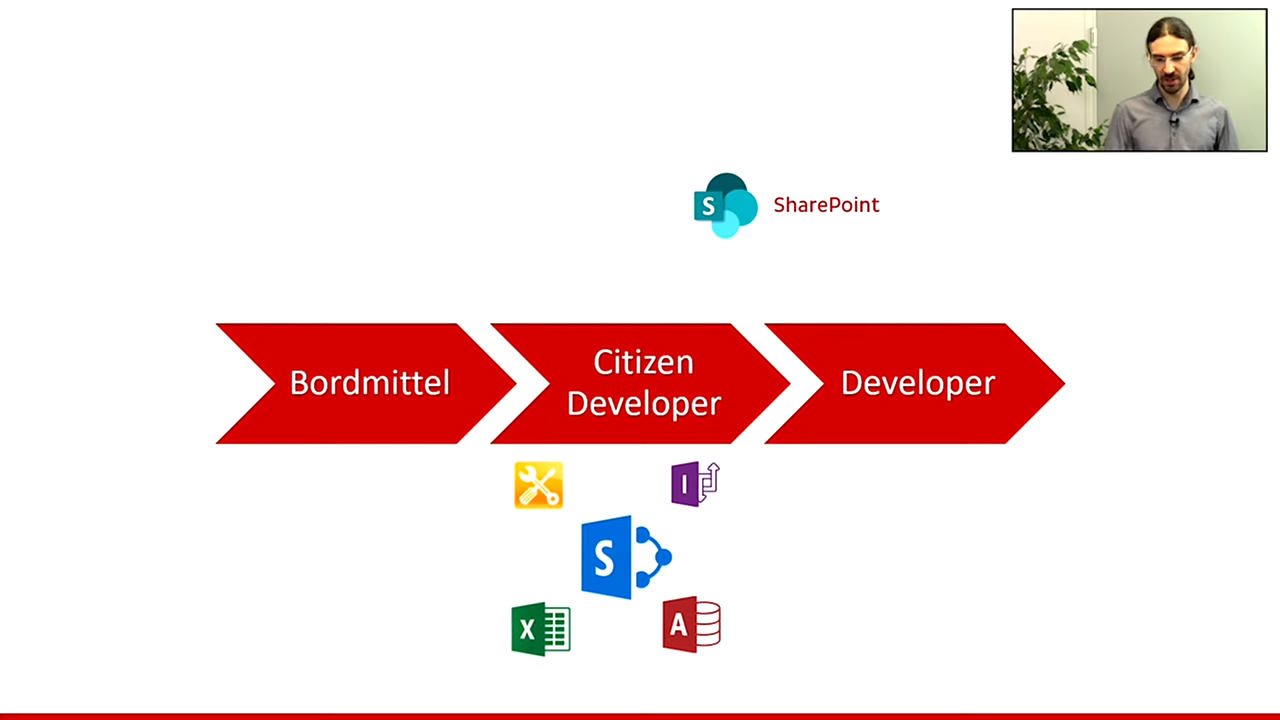 S SharePoint
Bordmittel
Citizen
Developer
Developer
I
S
X
A